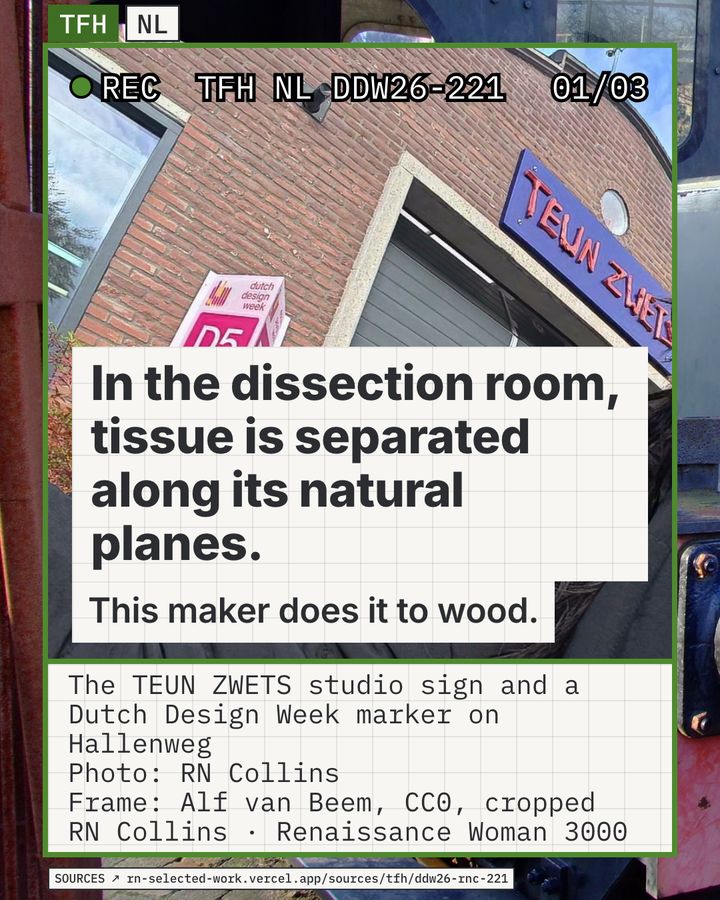 TFH NL
REC TFH NL DDW26-221 01/03
TEUN ZWETS
dutch
design
week
D5
In the dissection room,
tissue is separated
along its natural
planes.
This maker does it to wood.
The TEUN ZWETS studio sign and a
Dutch Design Week marker on
Hallenweg
Photo: RN Collins
Frame: Alf van Beem, CC0, cropped
RN Collins · Renaissance Woman 3000
SOURCES ↗ rn-selected-work.vercel.app/sources/tfh/ddw26-rnc-221